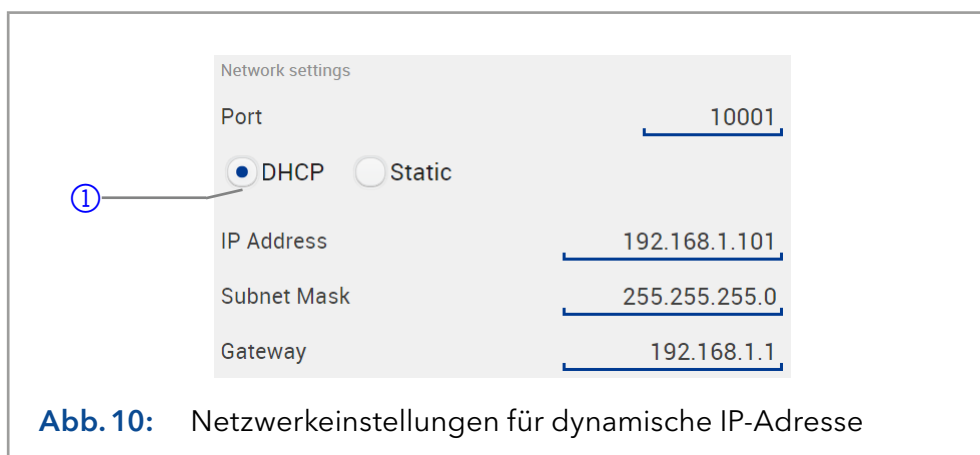 Network settings
Port 10001
DHCP Static
①
IP Address 192.168.1.101
Subnet Mask 255.255.255.0
Gateway 192.168.1.1
Abb. 10: Netzwerkeinstellungen für dynamische IP-Adresse